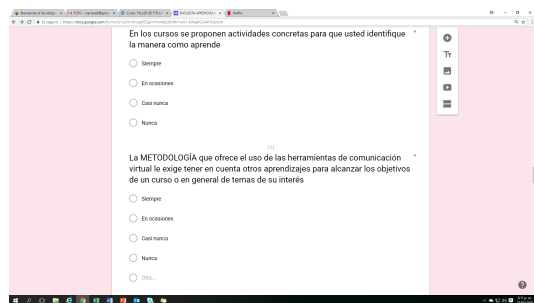 Es seguro
En los cursos se proponen actividades concretas para que usted identifique *
la manera como aprende
Siempre
En ocasiones
Casi nunca
Nunca
La METODOLOGÍA que ofrece el uso de las herramientas de comunicación *
virtual le exige tener en cuenta otros aprendizajes para alcanzar los objetivos
de un curso o en general de temas de su interés
Siempre
En ocasiones
Casi nunca
Nunca
Otra...